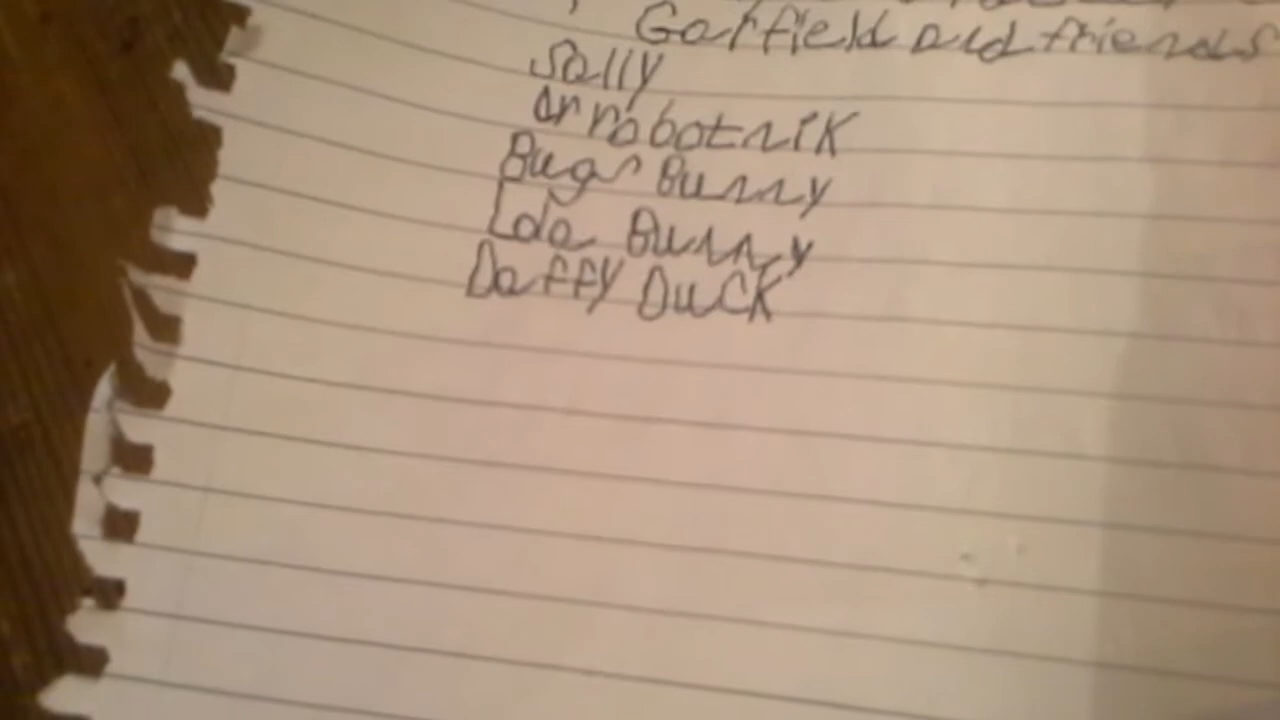 Garfield and friends
Sally
dr robotnik
Bugs Bunny
Lola Bunny
Daffy Duck